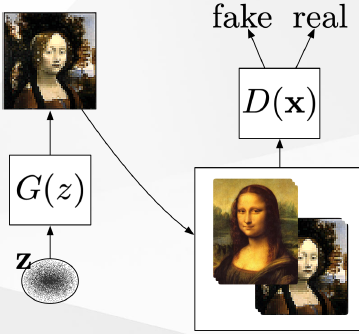 fake real
D(x)
G(z)
z